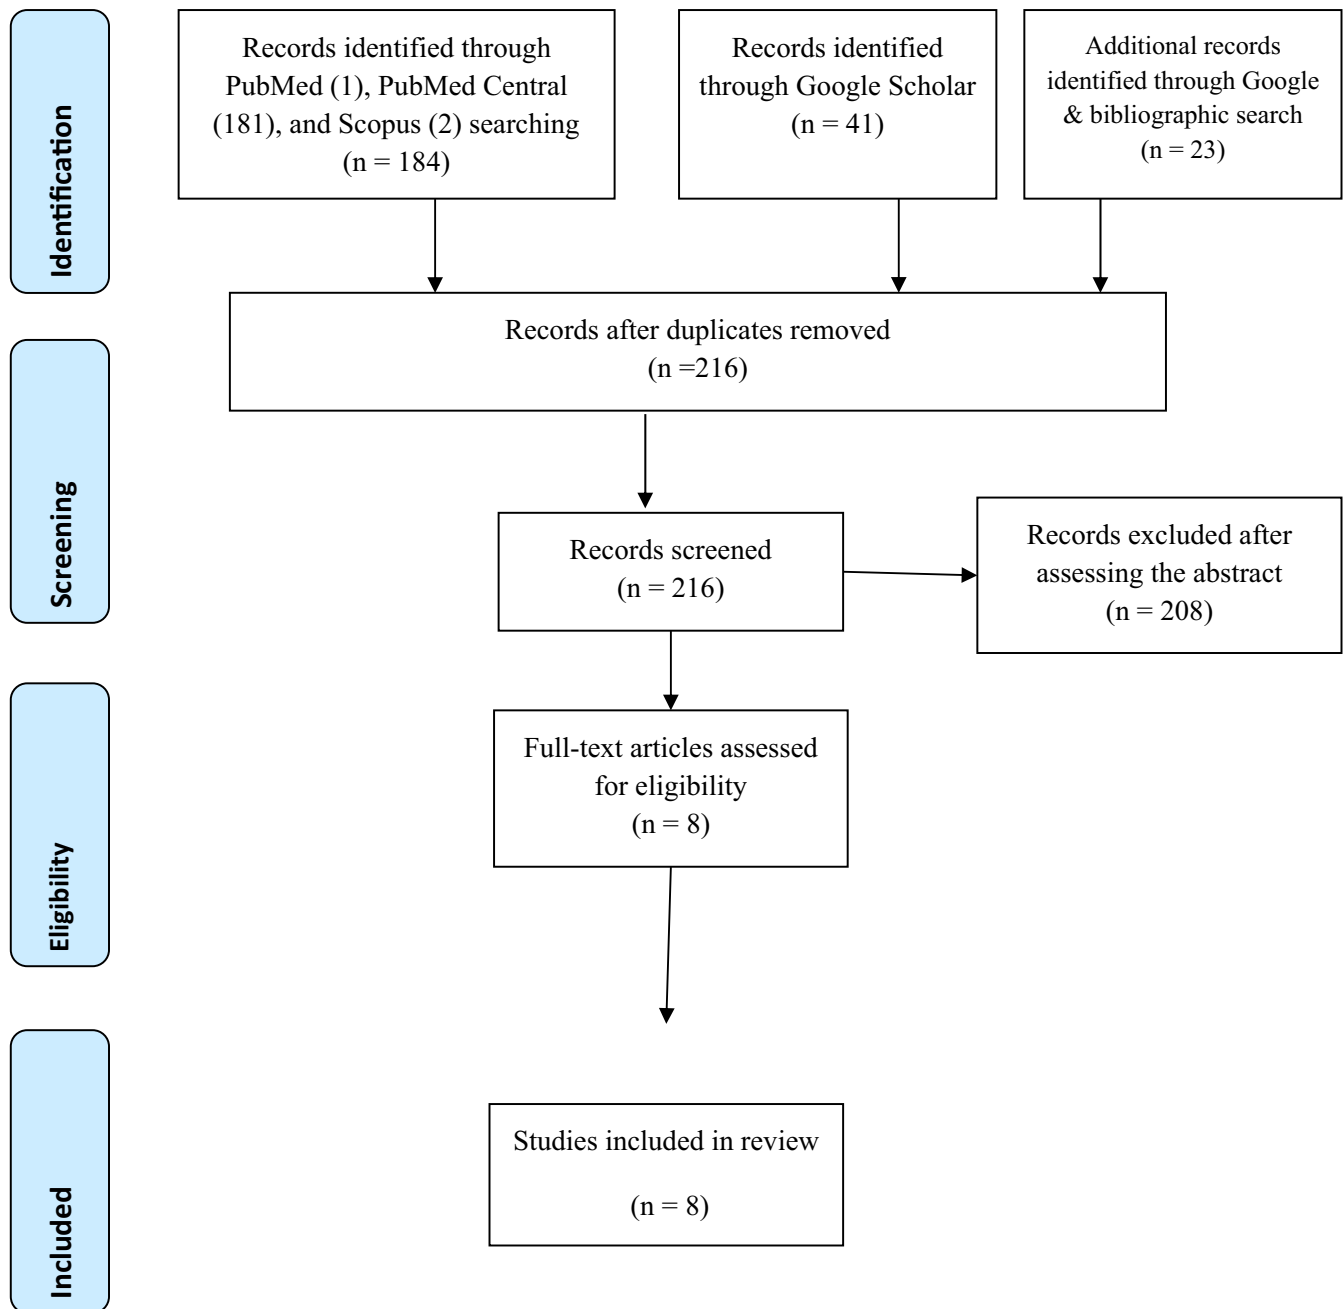 Identification
Records identified through
PubMed (1), PubMed Central
(181), and Scopus (2) searching
(n = 184)
Records identified
through Google Scholar
(n = 41)
Additional records
identified through Google
& bibliographic search
(n = 23)
Records after duplicates removed
(n =216)
Screening
Records screened
(n = 216)
Records excluded after
assessing the abstract
(n = 208)
Eligibility
Full-text articles assessed
for eligibility
(n = 8)
Included
Studies included in review
(n = 8)